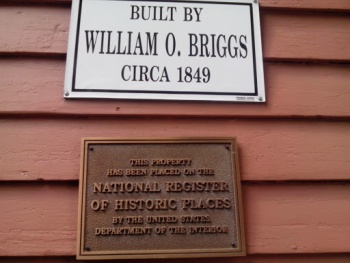 BUILT BY
WILLIAM O. BRIGGS
CIRCA 1849
THIS PROPERTY
HAS BEEN PLACED ON THE
NATIONAL REGISTER
OF HISTORIC PLACES
BY THE UNITED STATES
DEPARTMENT OF THE INTERIOR